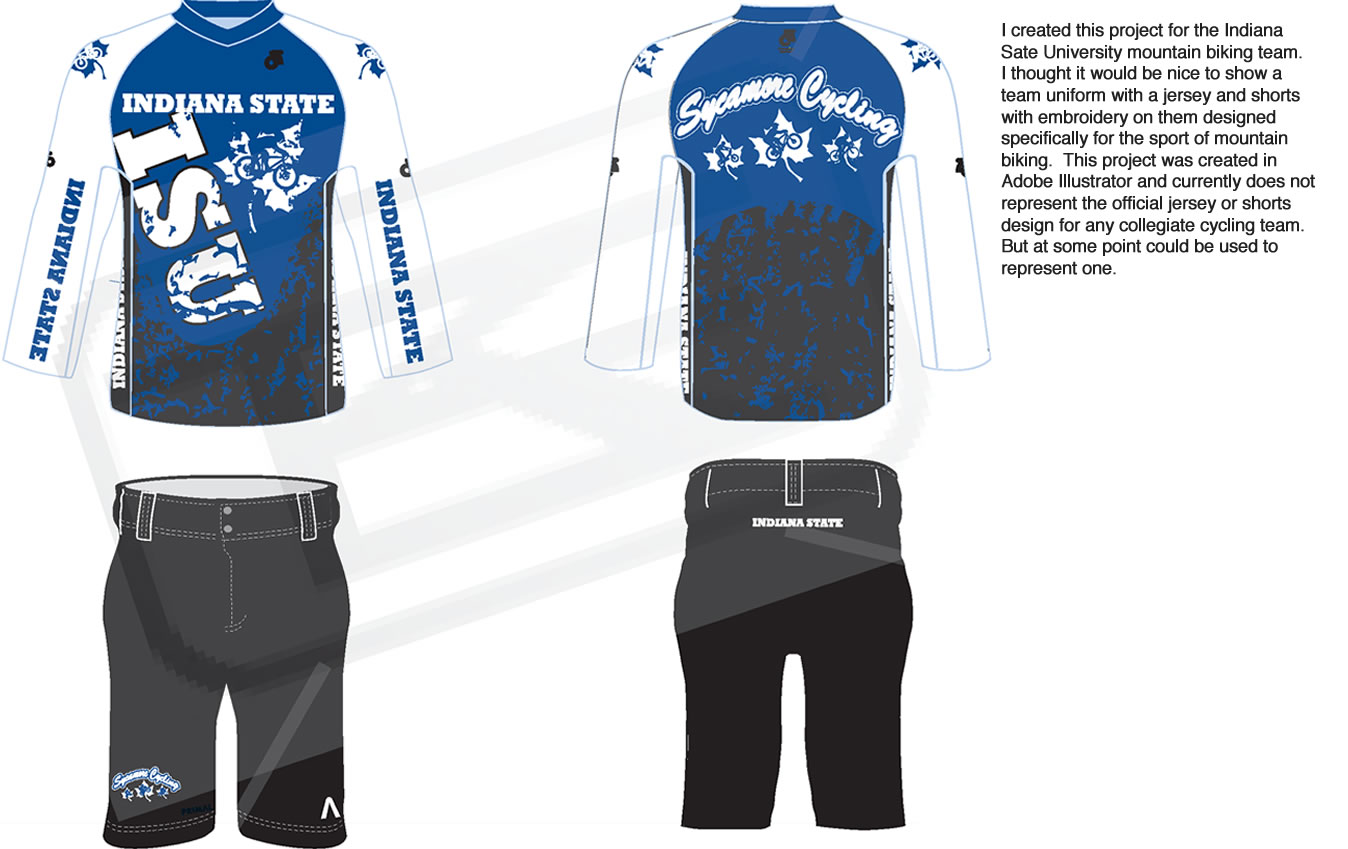 INDIANA STATE
ISU
INDIANA STATE
INDIANA STATE
INDIANA STATE
Sycamore Cycling
I created this project for the Indiana
Sate University mountain biking team.
I thought it would be nice to show a
team uniform with a jersey and shorts
with embroidery on them designed
specifically for the sport of mountain
biking.  This project was created in
Adobe Illustrator and currently does not
represent the official jersey or shorts
design for any collegiate cycling team.
But at some point could be used to
represent one.
INDIANA STATE
Sycamore Cycling
PRIMAL